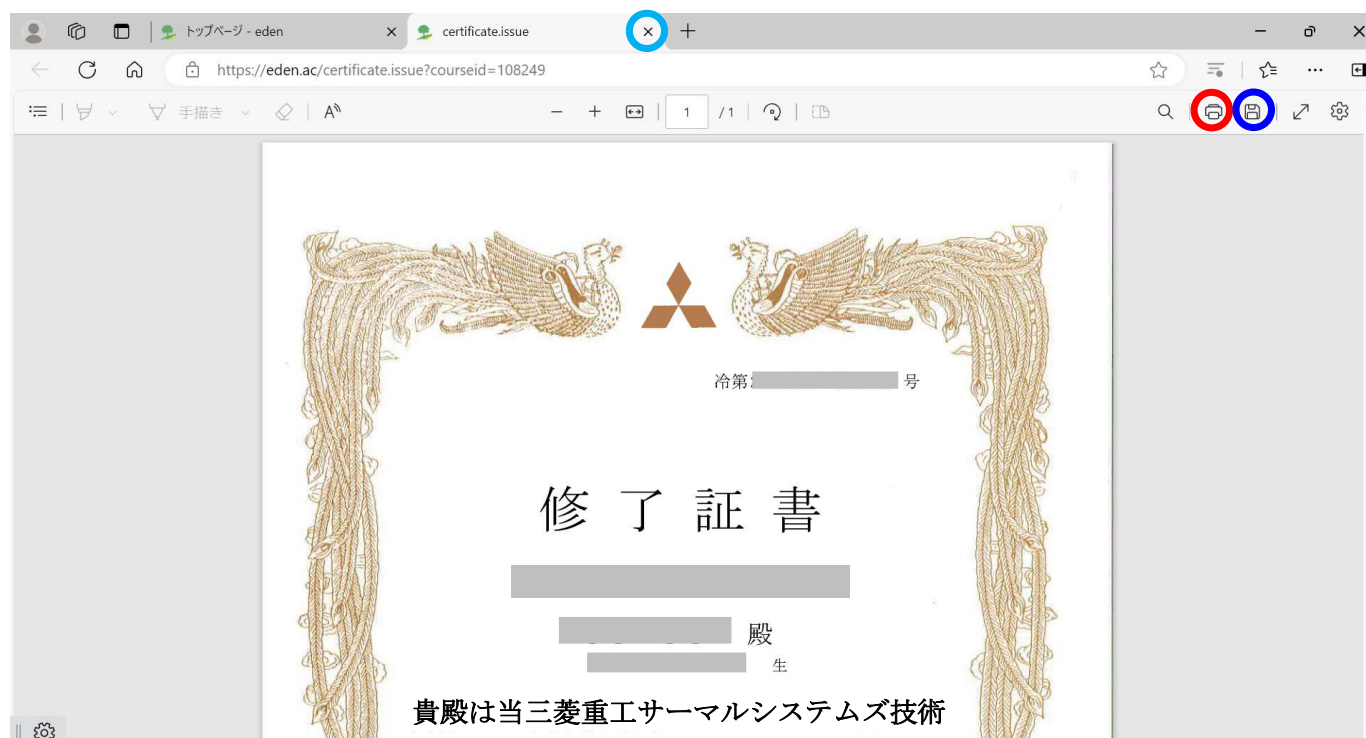 トップページ - eden
certificate.issue
https://eden.ac/certificate.issue?courseid=108249
手描き
1 / 1
冷第 号
修了証書
殿
生
貴殿は当三菱重工サーマルシステムズ技術